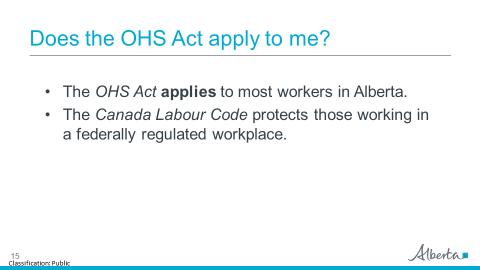 Does the OHS Act apply to me?
• The OHS Act applies to most workers in Alberta.
• The Canada Labour Code protects those working in
a federally regulated workplace.
15
Classification: Public
Alberta